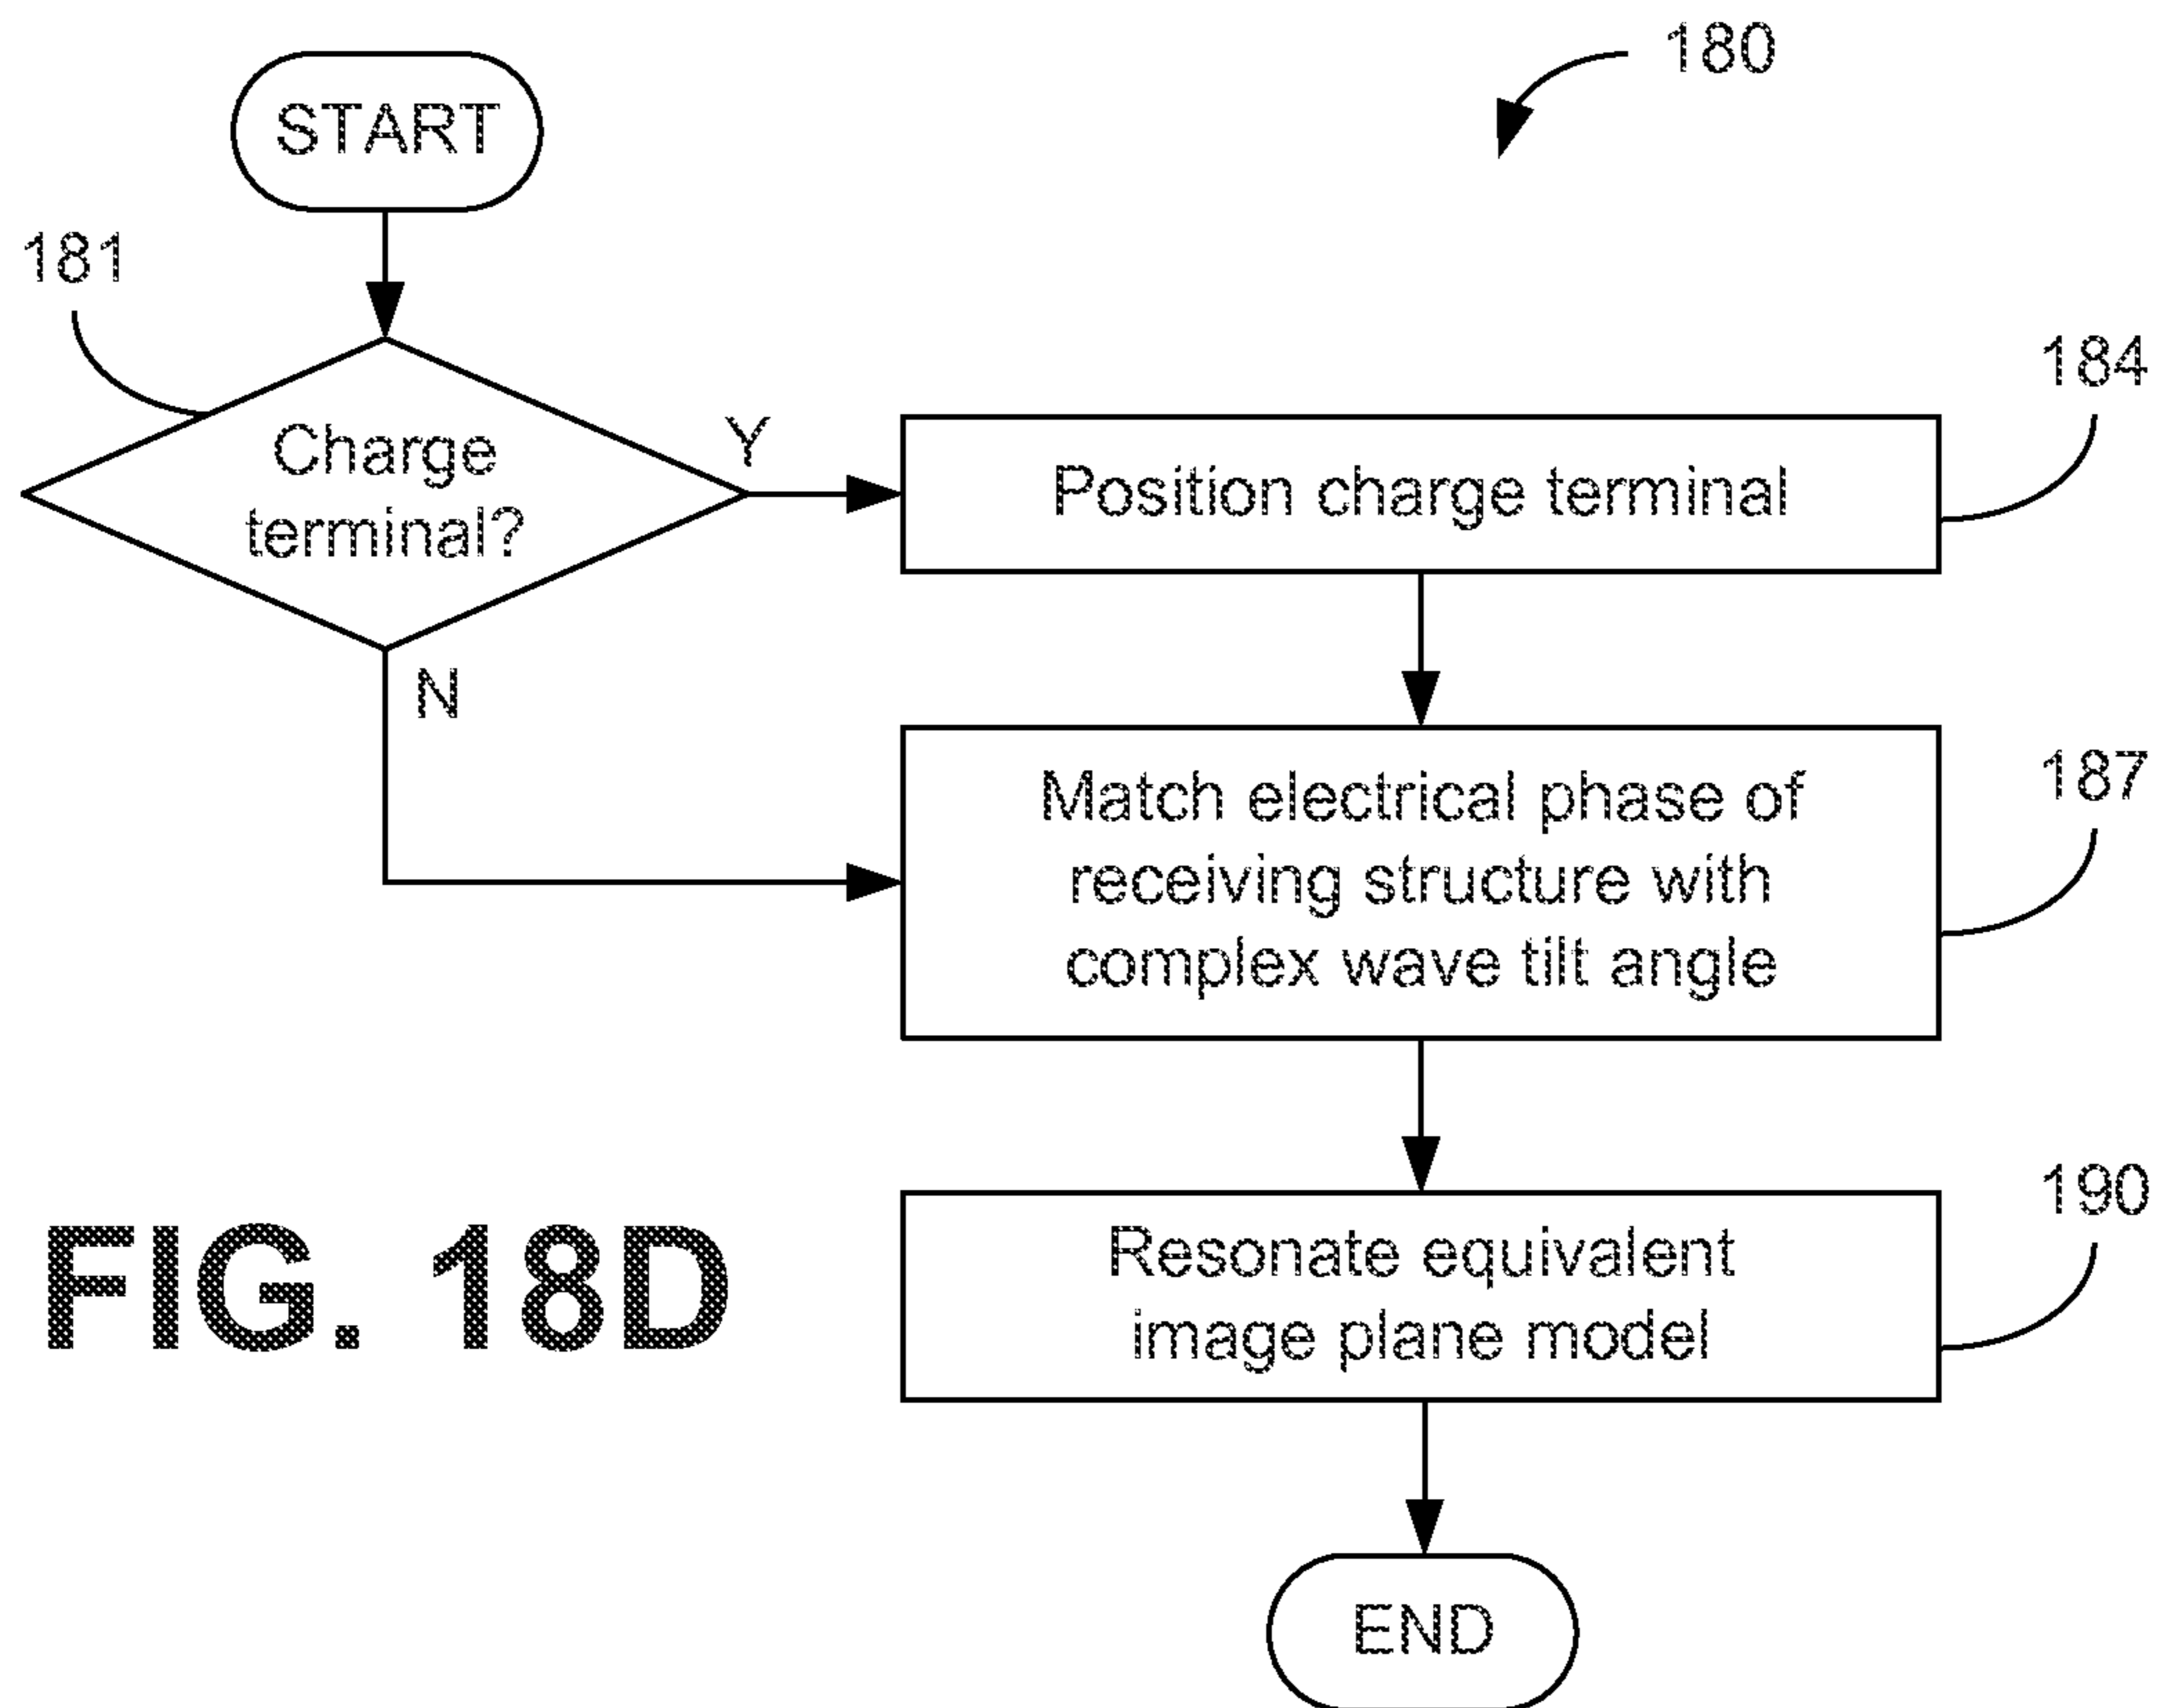 180
START
181
Charge
terminal?
Y
N
184
Position charge terminal
187
Match electrical phase of
receiving structure with
complex wave tilt angle
190
Resonate equivalent
image plane model
END
FIG. 18D